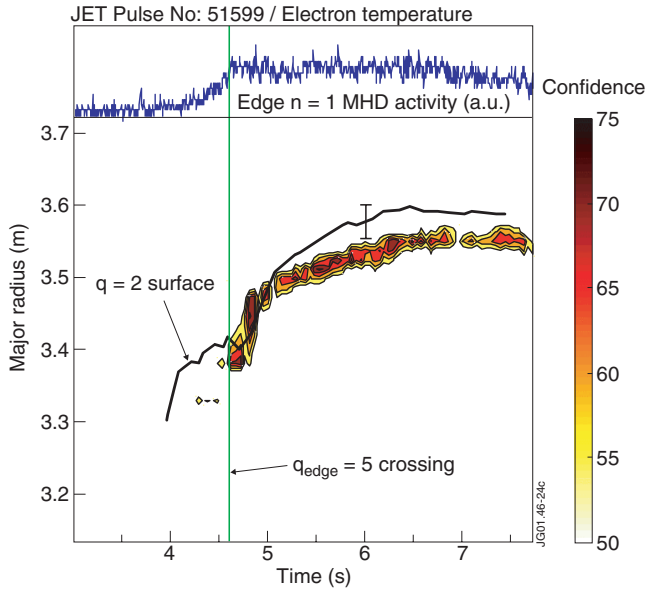 JET Pulse No: 51599 / Electron temperature
Edge n = 1 MHD activity (a.u.)
Confidence
75
70
65
60
55
50
3.7
3.6
3.5
3.4
3.3
3.2
Major radius (m)
q = 2 surface
q_edge = 5 crossing
4 5 6 7
Time (s)
JG01.46-24c